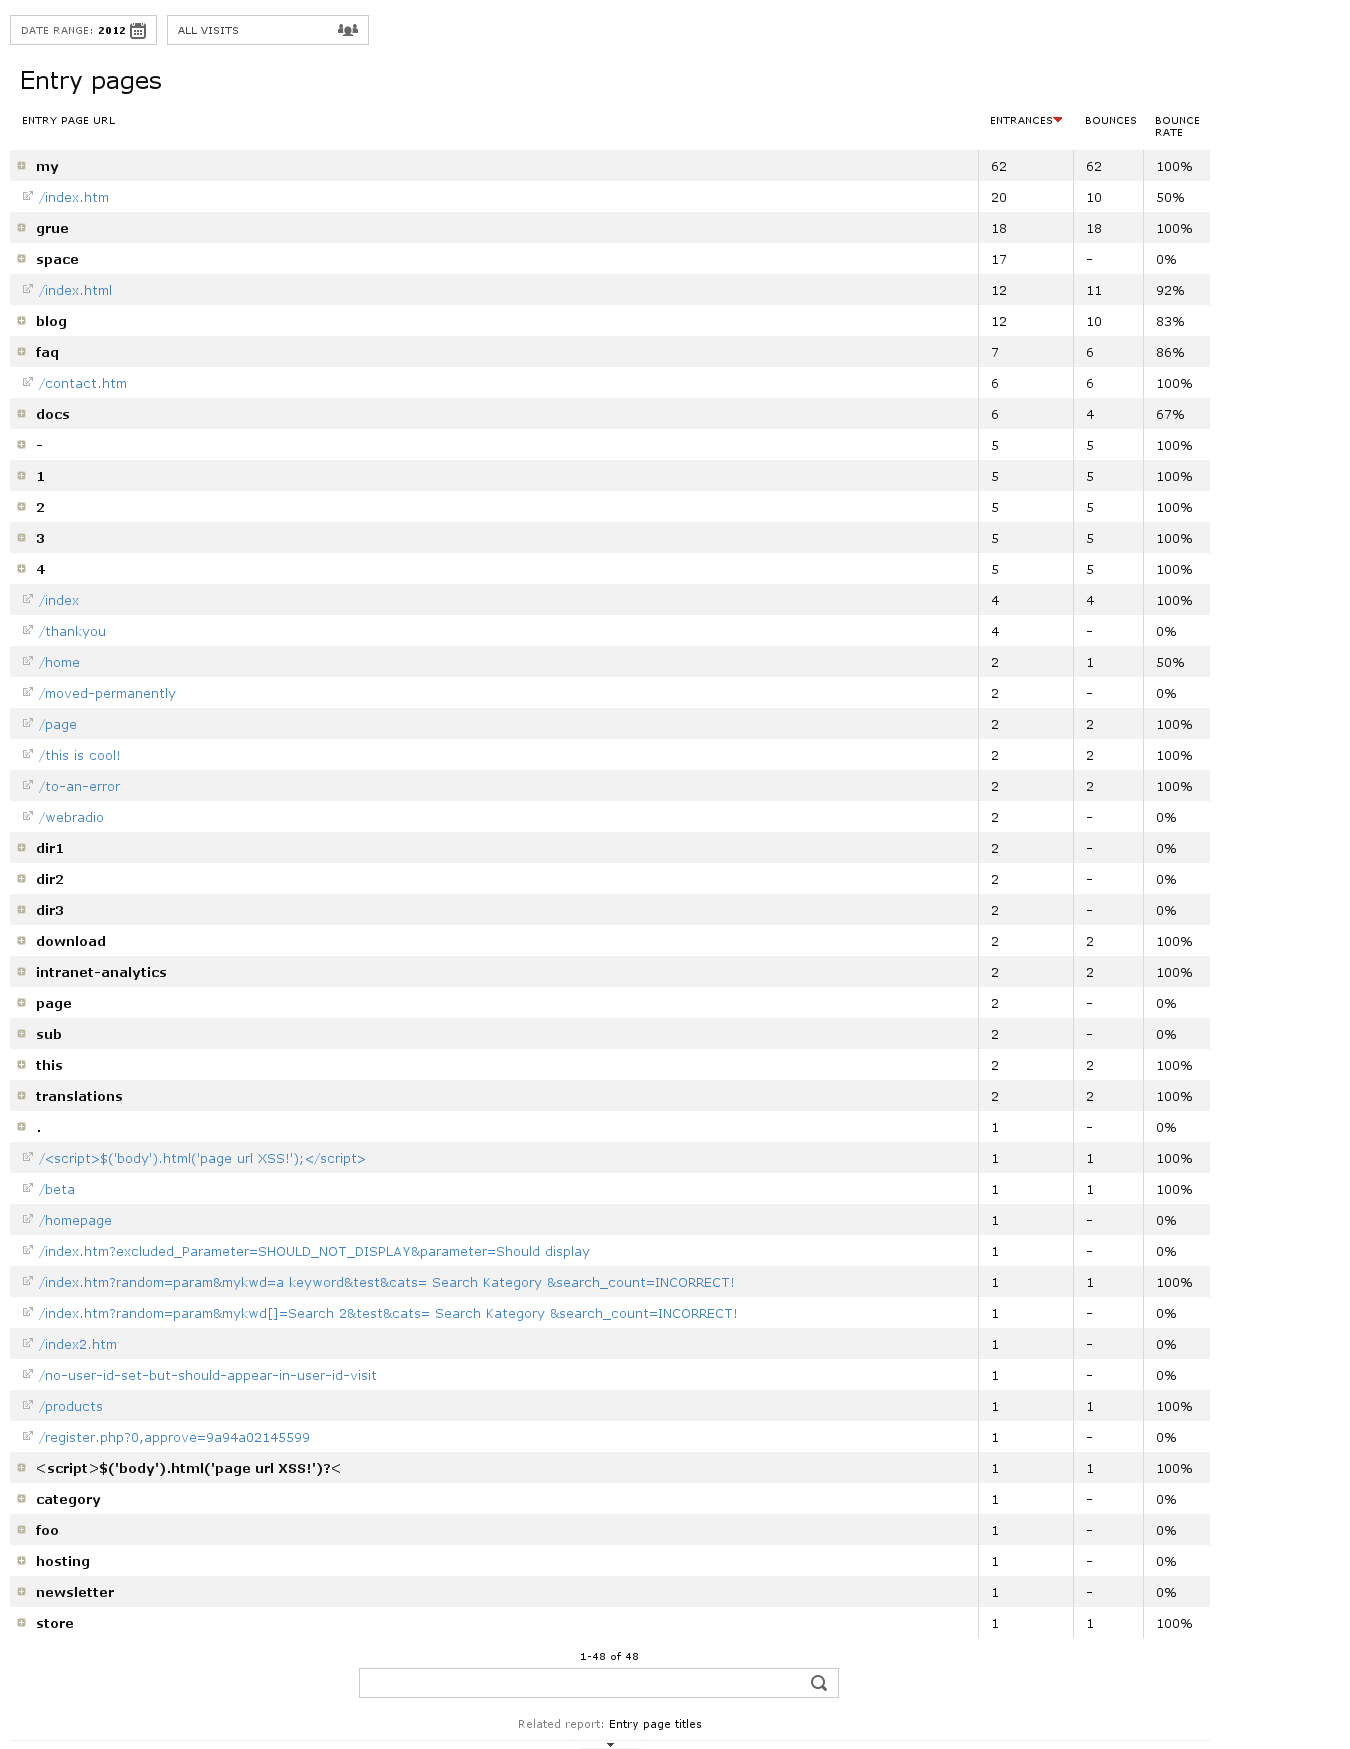 DATE RANGE: 2012 ALL VISITS
Entry pages
ENTRY PAGE URL ENTRANCES BOUNCES BOUNCE RATE
my 62 62 100%
/index.htm 20 10 50%
grue 18 18 100%
space 17 - 0%
/index.html 12 11 92%
blog 12 10 83%
faq 7 6 86%
/contact.htm 6 6 100%
docs 6 4 67%
- 5 5 100%
1 5 5 100%
2 5 5 100%
3 5 5 100%
4 5 5 100%
/index 4 4 100%
/thankyou 4 - 0%
/home 2 1 50%
/moved-permanently 2 - 0%
/page 2 2 100%
/this is cool! 2 2 100%
/to-an-error 2 2 100%
/webradio 2 - 0%
dir1 2 - 0%
dir2 2 - 0%
dir3 2 - 0%
download 2 2 100%
intranet-analytics 2 2 100%
page 2 - 0%
sub 2 - 0%
this 2 2 100%
translations 2 2 100%
. 1 - 0%
/<script>$('body').html('page url XSS!');</script> 1 1 100%
/beta 1 1 100%
/homepage 1 - 0%
/index.htm?excluded_Parameter=SHOULD_NOT_DISPLAY&parameter=Should display 1 - 0%
/index.htm?random=param&mykwd=a keyword&test&cats= Search Kategory &search_count=INCORRECT! 1 1 100%
/index.htm?random=param&mykwd[]=Search 2&test&cats= Search Kategory &search_count=INCORRECT! 1 - 0%
/index2.htm 1 - 0%
/no-user-id-set-but-should-appear-in-user-id-visit 1 - 0%
/products 1 1 100%
/register.php?0,approve=9a94a02145599 1 - 0%
<script>$('body').html('page url XSS!')?< 1 1 100%
category 1 - 0%
foo 1 - 0%
hosting 1 - 0%
newsletter 1 - 0%
store 1 1 100%
1-48 of 48
Related report: Entry page titles